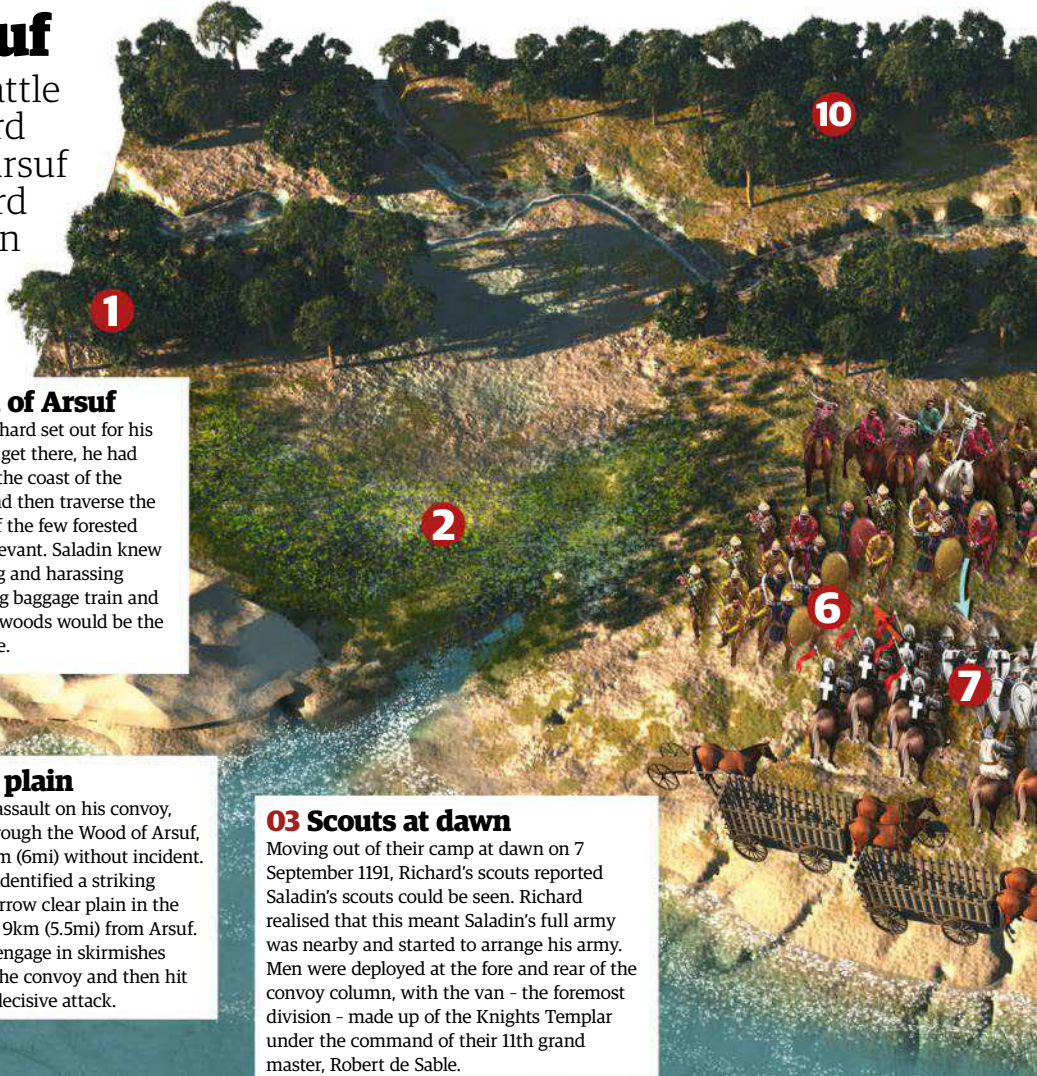 uf
attle
rd
rsuf
rd
n
1
10
2
6
7
of Arsuf
hard set out for his
get there, he had
the coast of the
nd then traverse the
f the few forested
evant. Saladin knew
g and harassing
g baggage train and
woods would be the
e.
plain
assault on his convoy,
rough the Wood of Arsuf,
m (6mi) without incident.
dentified a striking
rrow clear plain in the
9km (5.5mi) from Arsuf.
engage in skirmishes
he convoy and then hit
decisive attack.
03 Scouts at dawn
Moving out of their camp at dawn on 7
September 1191, Richard's scouts reported
Saladin's scouts could be seen. Richard
realised that this meant Saladin's full army
was nearby and started to arrange his army.
Men were deployed at the fore and rear of the
convoy column, with the van – the foremost
division – made up of the Knights Templar
under the command of their 11th grand
master, Robert de Sable.